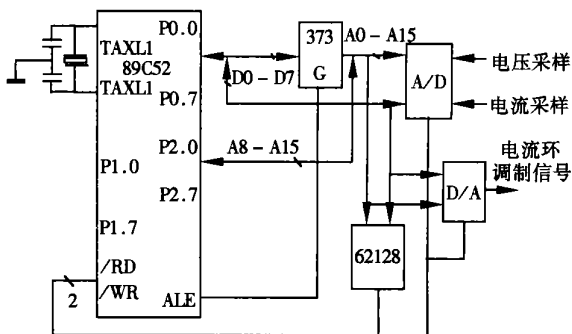 P0.0
TAXL1
89C52
TAXL1
P0.7
P2.0
P1.0
P2.7
P1.7
/RD
/WR
ALE
2
D0-D7
A8-A15
373
G
A0-A15
A/D
电压采样
电流采样
电流环
调制信号
D/A
62128